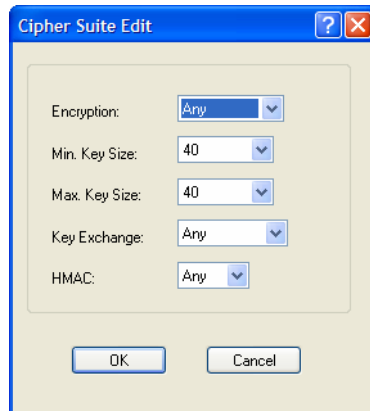 Cipher Suite Edit
Encryption: Any
Min. Key Size: 40
Max. Key Size: 40
Key Exchange: Any
HMAC: Any
OK Cancel